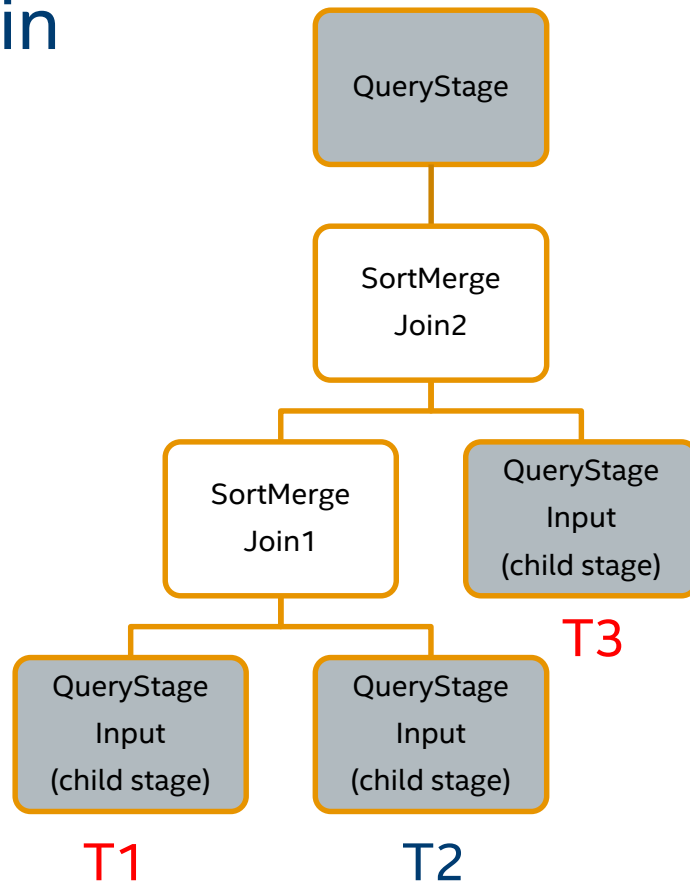 in
QueryStage
SortMerge
Join2
SortMerge
Join1
QueryStage
Input
(child stage)
T3
QueryStage
Input
(child stage)
QueryStage
Input
(child stage)
T1
T2